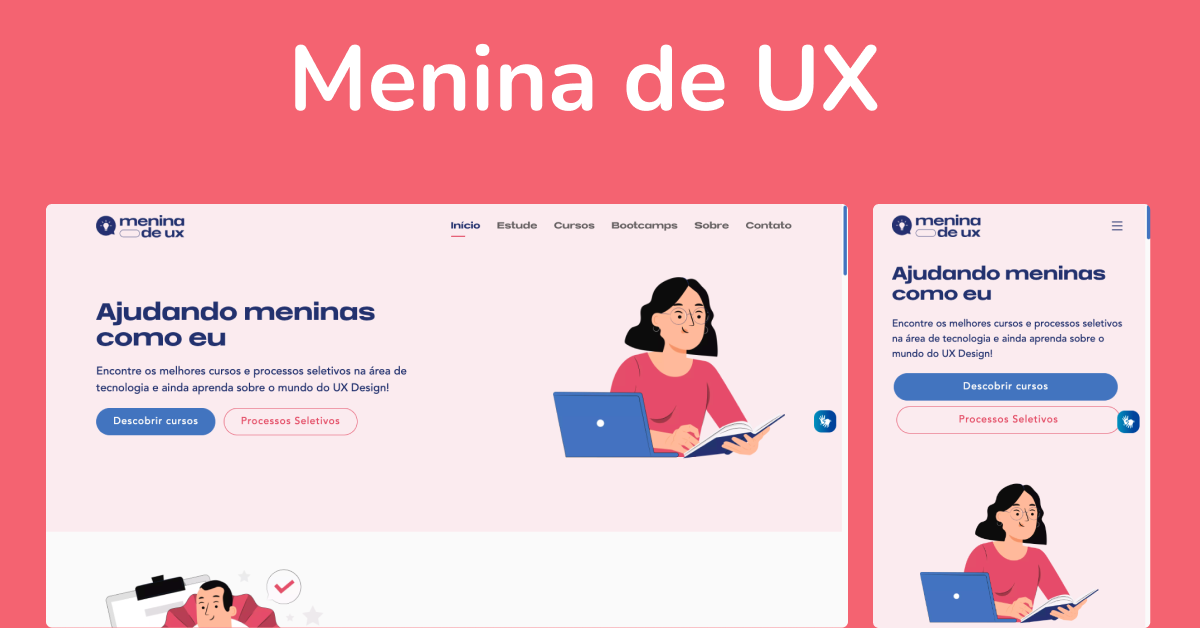 Menina de UX
menina
de ux
Início Estude Cursos Bootcamps Sobre Contato
Ajudando meninas
como eu
Encontre os melhores cursos e processos seletivos na área de
tecnologia e ainda aprenda sobre o mundo do UX Design!
Descobrir cursos Processos Seletivos
menina
de ux
Ajudando meninas
como eu
Encontre os melhores cursos e processos seletivos
na área de tecnologia e ainda aprenda sobre o
mundo do UX Design!
Descobrir cursos
Processos Seletivos